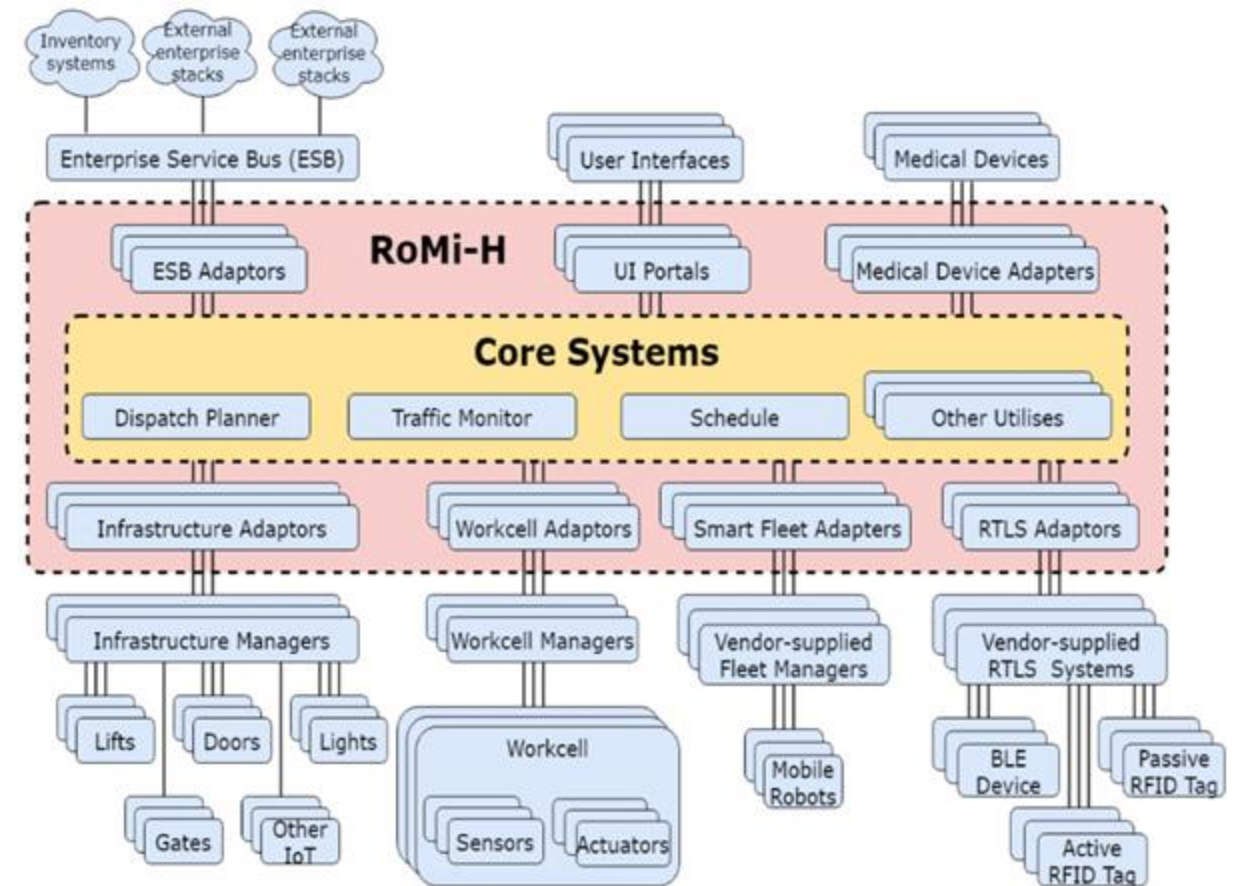 Inventory
systems
External
enterprise
stacks
External
enterprise
stacks
Enterprise Service Bus (ESB)
User Interfaces
Medical Devices
RoMi-H
ESB Adaptors
UI Portals
Medical Device Adapters
Core Systems
Dispatch Planner
Traffic Monitor
Schedule
Other Utilises
Infrastructure Adaptors
Workcell Adaptors
Smart Fleet Adapters
RTLS Adaptors
Infrastructure Managers
Workcell Managers
Vendor-supplied
Fleet Managers
Vendor-supplied
RTLS Systems
Lifts
Doors
Lights
Workcell
Mobile
Robots
BLE
Device
Passive
RFID Tag
Gates
Other
IoT
Sensors
Actuators
Active
RFID Tag